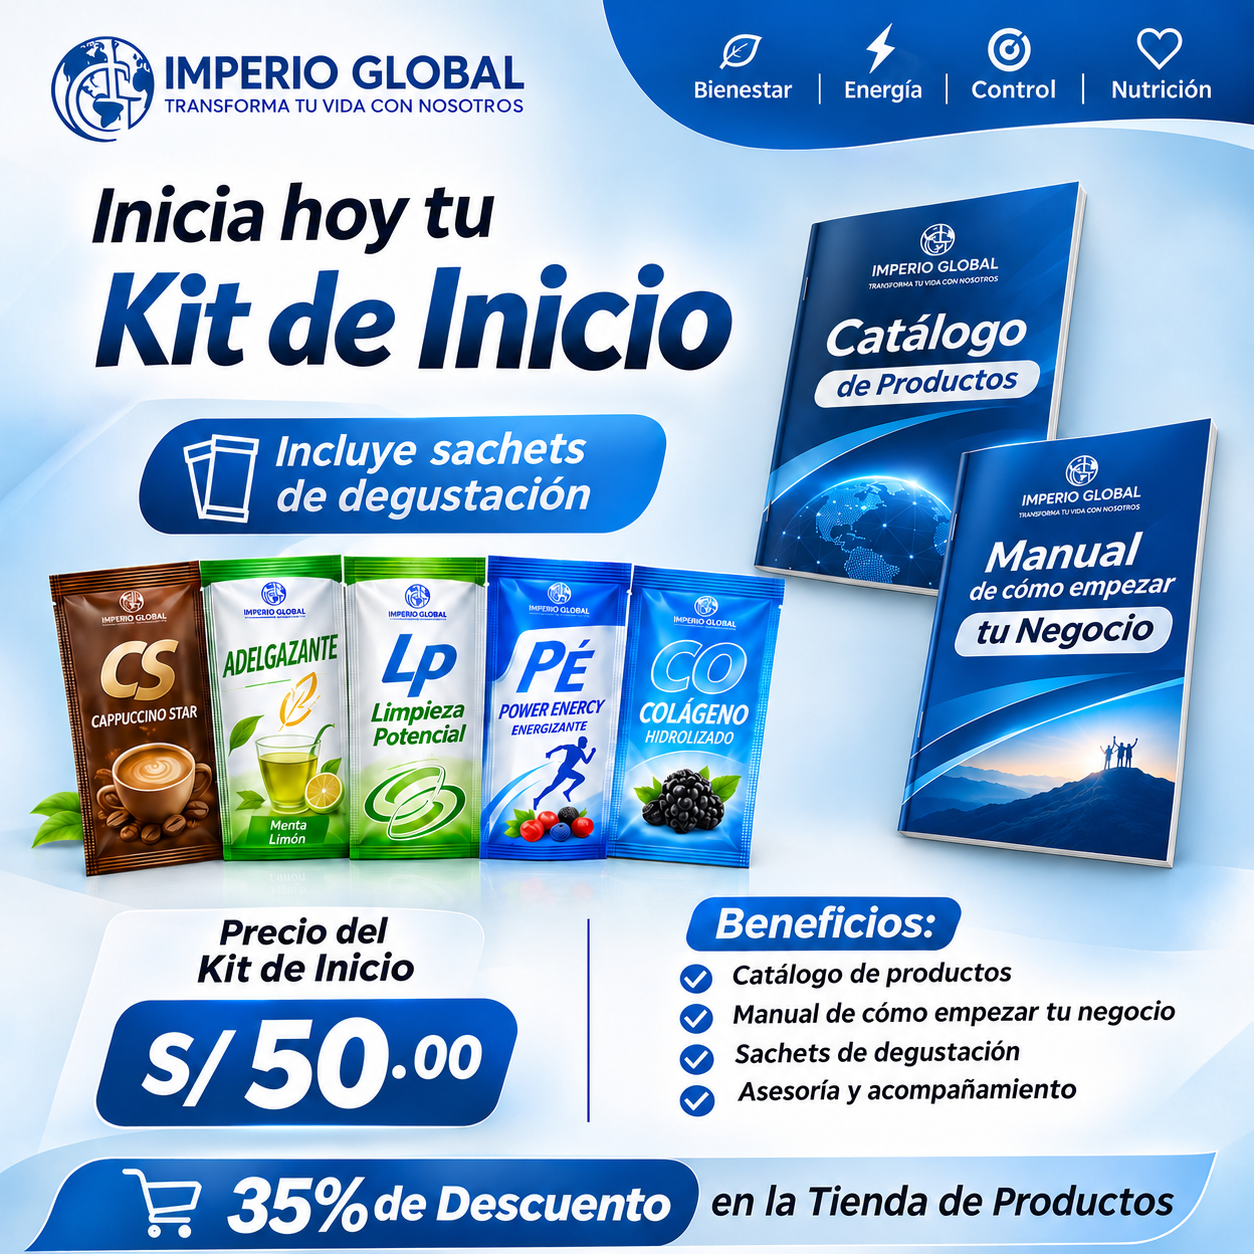 IMPERIO GLOBAL
TRANSFORMA TU VIDA CON NOSOTROS
Bienestar
Energía
Control
Nutrición
Inicia hoy tu
Kit de Inicio
Incluye sachets
de degustación
IMPERIO GLOBAL
TRANSFORMA TU VIDA CON NOSOTROS
Catálogo
de Productos
IMPERIO GLOBAL
TRANSFORMA TU VIDA CON NOSOTROS
Manual
de cómo empezar
tu Negocio
IMPERIO GLOBAL
CS
CAPPUCCINO STAR
IMPERIO GLOBAL
ADELGAZANTE
Menta
Limón
IMPERIO GLOBAL
Lp
Limpieza
Potencial
IMPERIO GLOBAL
PÉ
POWER ENERGY
ENERGIZANTE
IMPERIO GLOBAL
CO
COLÁGENO
HIDROLIZADO
Precio del
Kit de Inicio
S/ 50.00
Beneficios:
Catálogo de productos
Manual de cómo empezar tu negocio
Sachets de degustación
Asesoría y acompañamiento
35% de Descuento en la Tienda de Productos